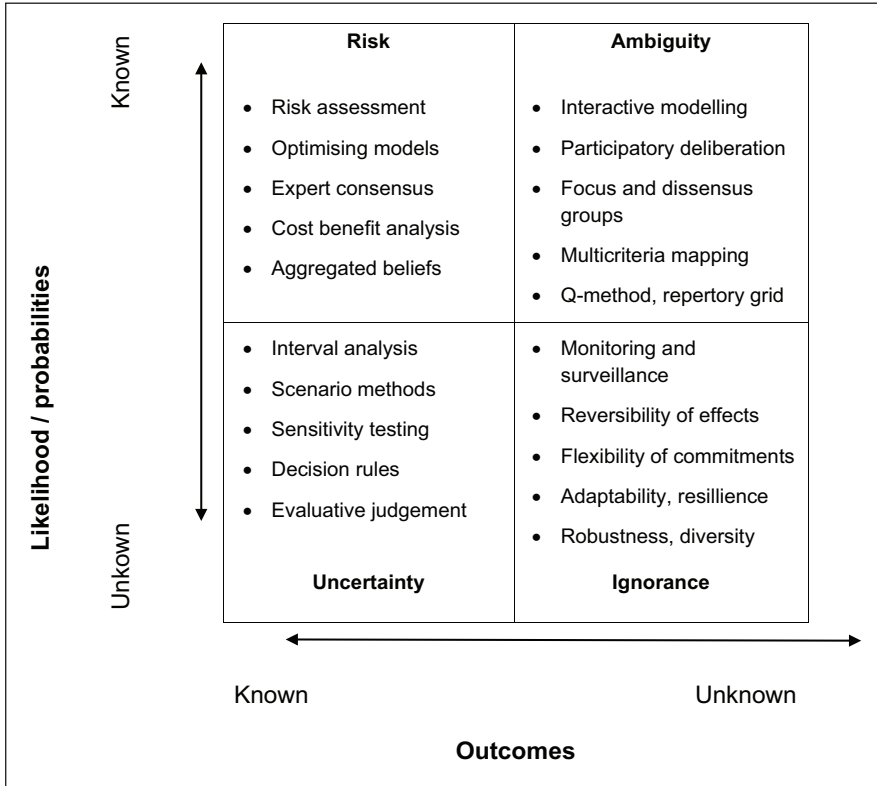 Risk
Ambiguity
Known
Likelihood / probabilities
Unkown
• Risk assessment
• Optimising models
• Expert consensus
• Cost benefit analysis
• Aggregated beliefs
• Interactive modelling
• Participatory deliberation
• Focus and dissensus
groups
• Multicriteria mapping
• Q-method, repertory grid
• Interval analysis
• Scenario methods
• Sensitivity testing
• Decision rules
• Evaluative judgement
Uncertainty
• Monitoring and
surveillance
• Reversibility of effects
• Flexibility of commitments
• Adaptability, resillience
• Robustness, diversity
Ignorance
Known
Unknown
Outcomes